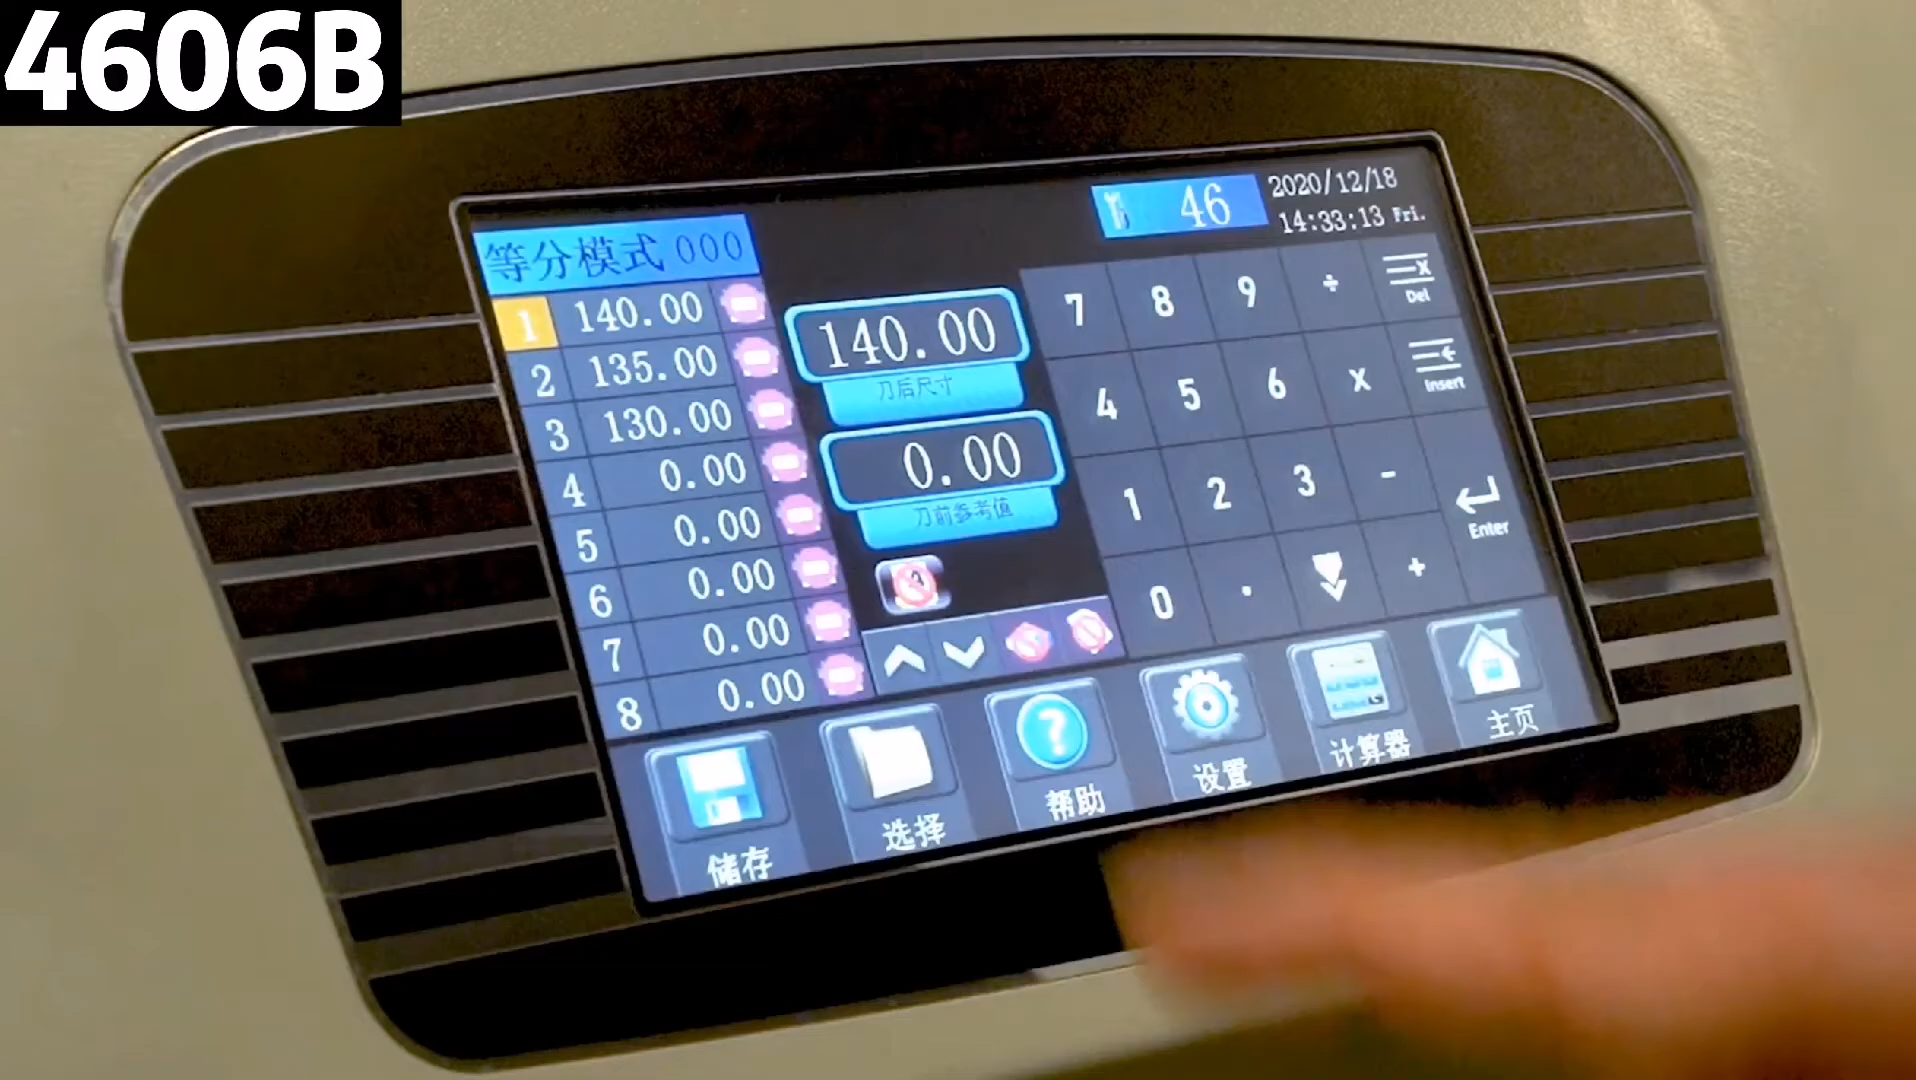 4606B
46
2020/12/18
14:33:13 Fri.
等分模式 000
1 140.00
2 135.00
3 130.00
4 0.00
5 0.00
6 0.00
7 0.00
8 0.00
140.00
刀后尺寸
0.00
刀前参考值
7 8 9 ÷ Del
4 5 6 x Insert
1 2 3 - Enter
0 . +
储存 选择 帮助 设置 计算器 主页